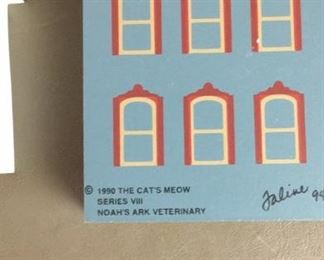 © 1990 THE CAT'S MEOW
SERIES VIII
NOAH'S ARK VETERINARY
Faline 94